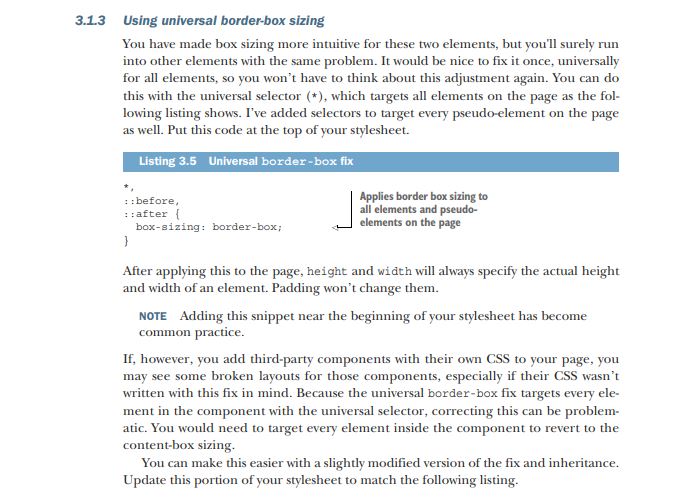 3.1.3 Using universal border-box sizing
You have made box sizing more intuitive for these two elements, but you'll surely run
into other elements with the same problem. It would be nice to fix it once, universally
for all elements, so you won't have to think about this adjustment again. You can do
this with the universal selector (*), which targets all elements on the page as the fol-
lowing listing shows. I've added selectors to target every pseudo-element on the page
as well. Put this code at the top of your stylesheet.
Listing 3.5 Universal border-box fix
*,
::before,
::after {
  box-sizing: border-box;
}
Applies border box sizing to
all elements and pseudo-
elements on the page
After applying this to the page, height and width will always specify the actual height
and width of an element. Padding won't change them.
NOTE Adding this snippet near the beginning of your stylesheet has become
common practice.
If, however, you add third-party components with their own CSS to your page, you
may see some broken layouts for those components, especially if their CSS wasn't
written with this fix in mind. Because the universal border-box fix targets every ele-
ment in the component with the universal selector, correcting this can be problem-
atic. You would need to target every element inside the component to revert to the
content-box sizing.
You can make this easier with a slightly modified version of the fix and inheritance.
Update this portion of your stylesheet to match the following listing.